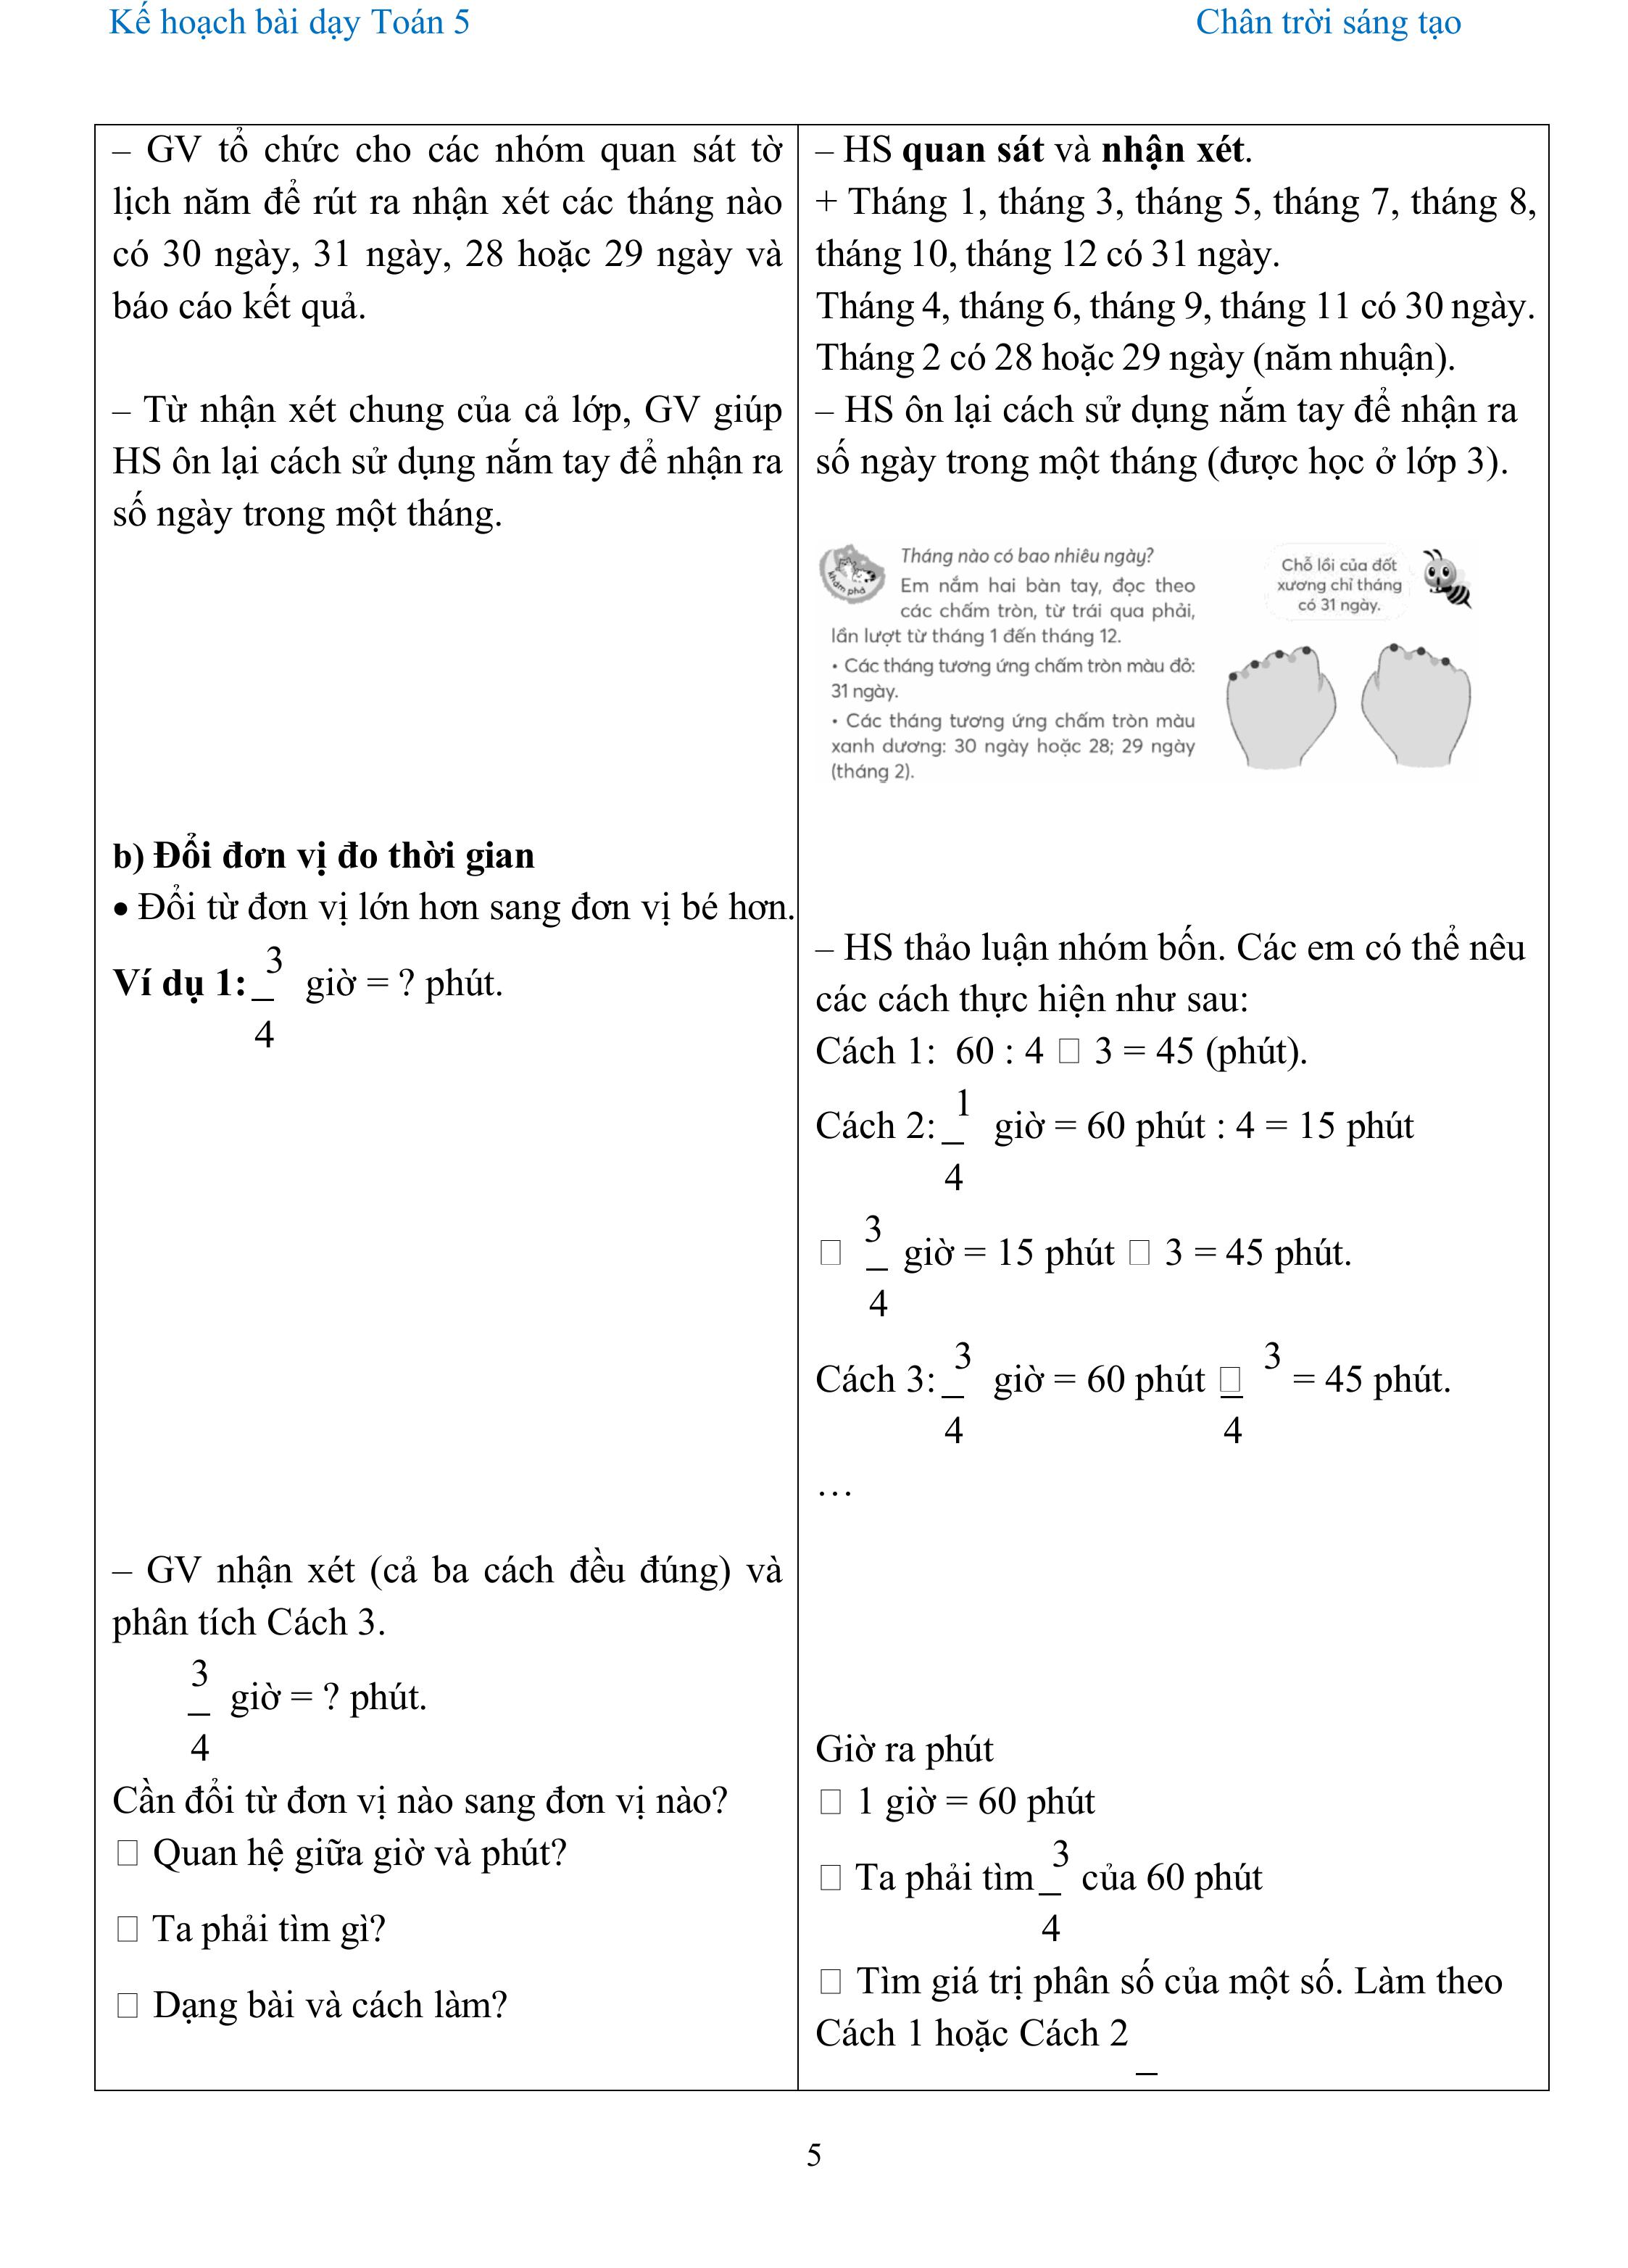 Kế hoạch bài dạy Toán 5
Chân trời sáng tạo
– GV tổ chức cho các nhóm quan sát tờ
lịch năm để rút ra nhận xét các tháng nào
có 30 ngày, 31 ngày, 28 hoặc 29 ngày và
báo cáo kết quả.
– Từ nhận xét chung của cả lớp, GV giúp
HS ôn lại cách sử dụng nắm tay để nhận ra
số ngày trong một tháng.
b) Đổi đơn vị đo thời gian
• Đổi từ đơn vị lớn hơn sang đơn vị bé hơn.
Ví dụ 1: 3/4 giờ = ? phút.
– GV nhận xét (cả ba cách đều đúng) và
phân tích Cách 3.
3/4 giờ = ? phút.
Cần đổi từ đơn vị nào sang đơn vị nào?
□ Quan hệ giữa giờ và phút?
□ Ta phải tìm gì?
□ Dạng bài và cách làm?
– HS quan sát và nhận xét.
+ Tháng 1, tháng 3, tháng 5, tháng 7, tháng 8,
tháng 10, tháng 12 có 31 ngày.
Tháng 4, tháng 6, tháng 9, tháng 11 có 30 ngày.
Tháng 2 có 28 hoặc 29 ngày (năm nhuận).
– HS ôn lại cách sử dụng nắm tay để nhận ra
số ngày trong một tháng (được học ở lớp 3).
khám phá
Tháng nào có bao nhiêu ngày?
Em nắm hai bàn tay, đọc theo
các chấm tròn, từ trái qua phải,
lần lượt từ tháng 1 đến tháng 12.
• Các tháng tương ứng chấm tròn màu đỏ:
31 ngày.
• Các tháng tương ứng chấm tròn màu
xanh dương: 30 ngày hoặc 28; 29 ngày
(tháng 2).
Chỗ lồi của đốt
xương chỉ tháng
có 31 ngày.
– HS thảo luận nhóm bốn. Các em có thể nêu
các cách thực hiện như sau:
Cách 1: 60 : 4 □ 3 = 45 (phút).
Cách 2: 1/4 giờ = 60 phút : 4 = 15 phút
□ 3/4 giờ = 15 phút □ 3 = 45 phút.
Cách 3: 3/4 giờ = 60 phút □ 3/4 = 45 phút.
…
Giờ ra phút
□ 1 giờ = 60 phút
□ Ta phải tìm 3/4 của 60 phút
□ Tìm giá trị phân số của một số. Làm theo
Cách 1 hoặc Cách 2
5